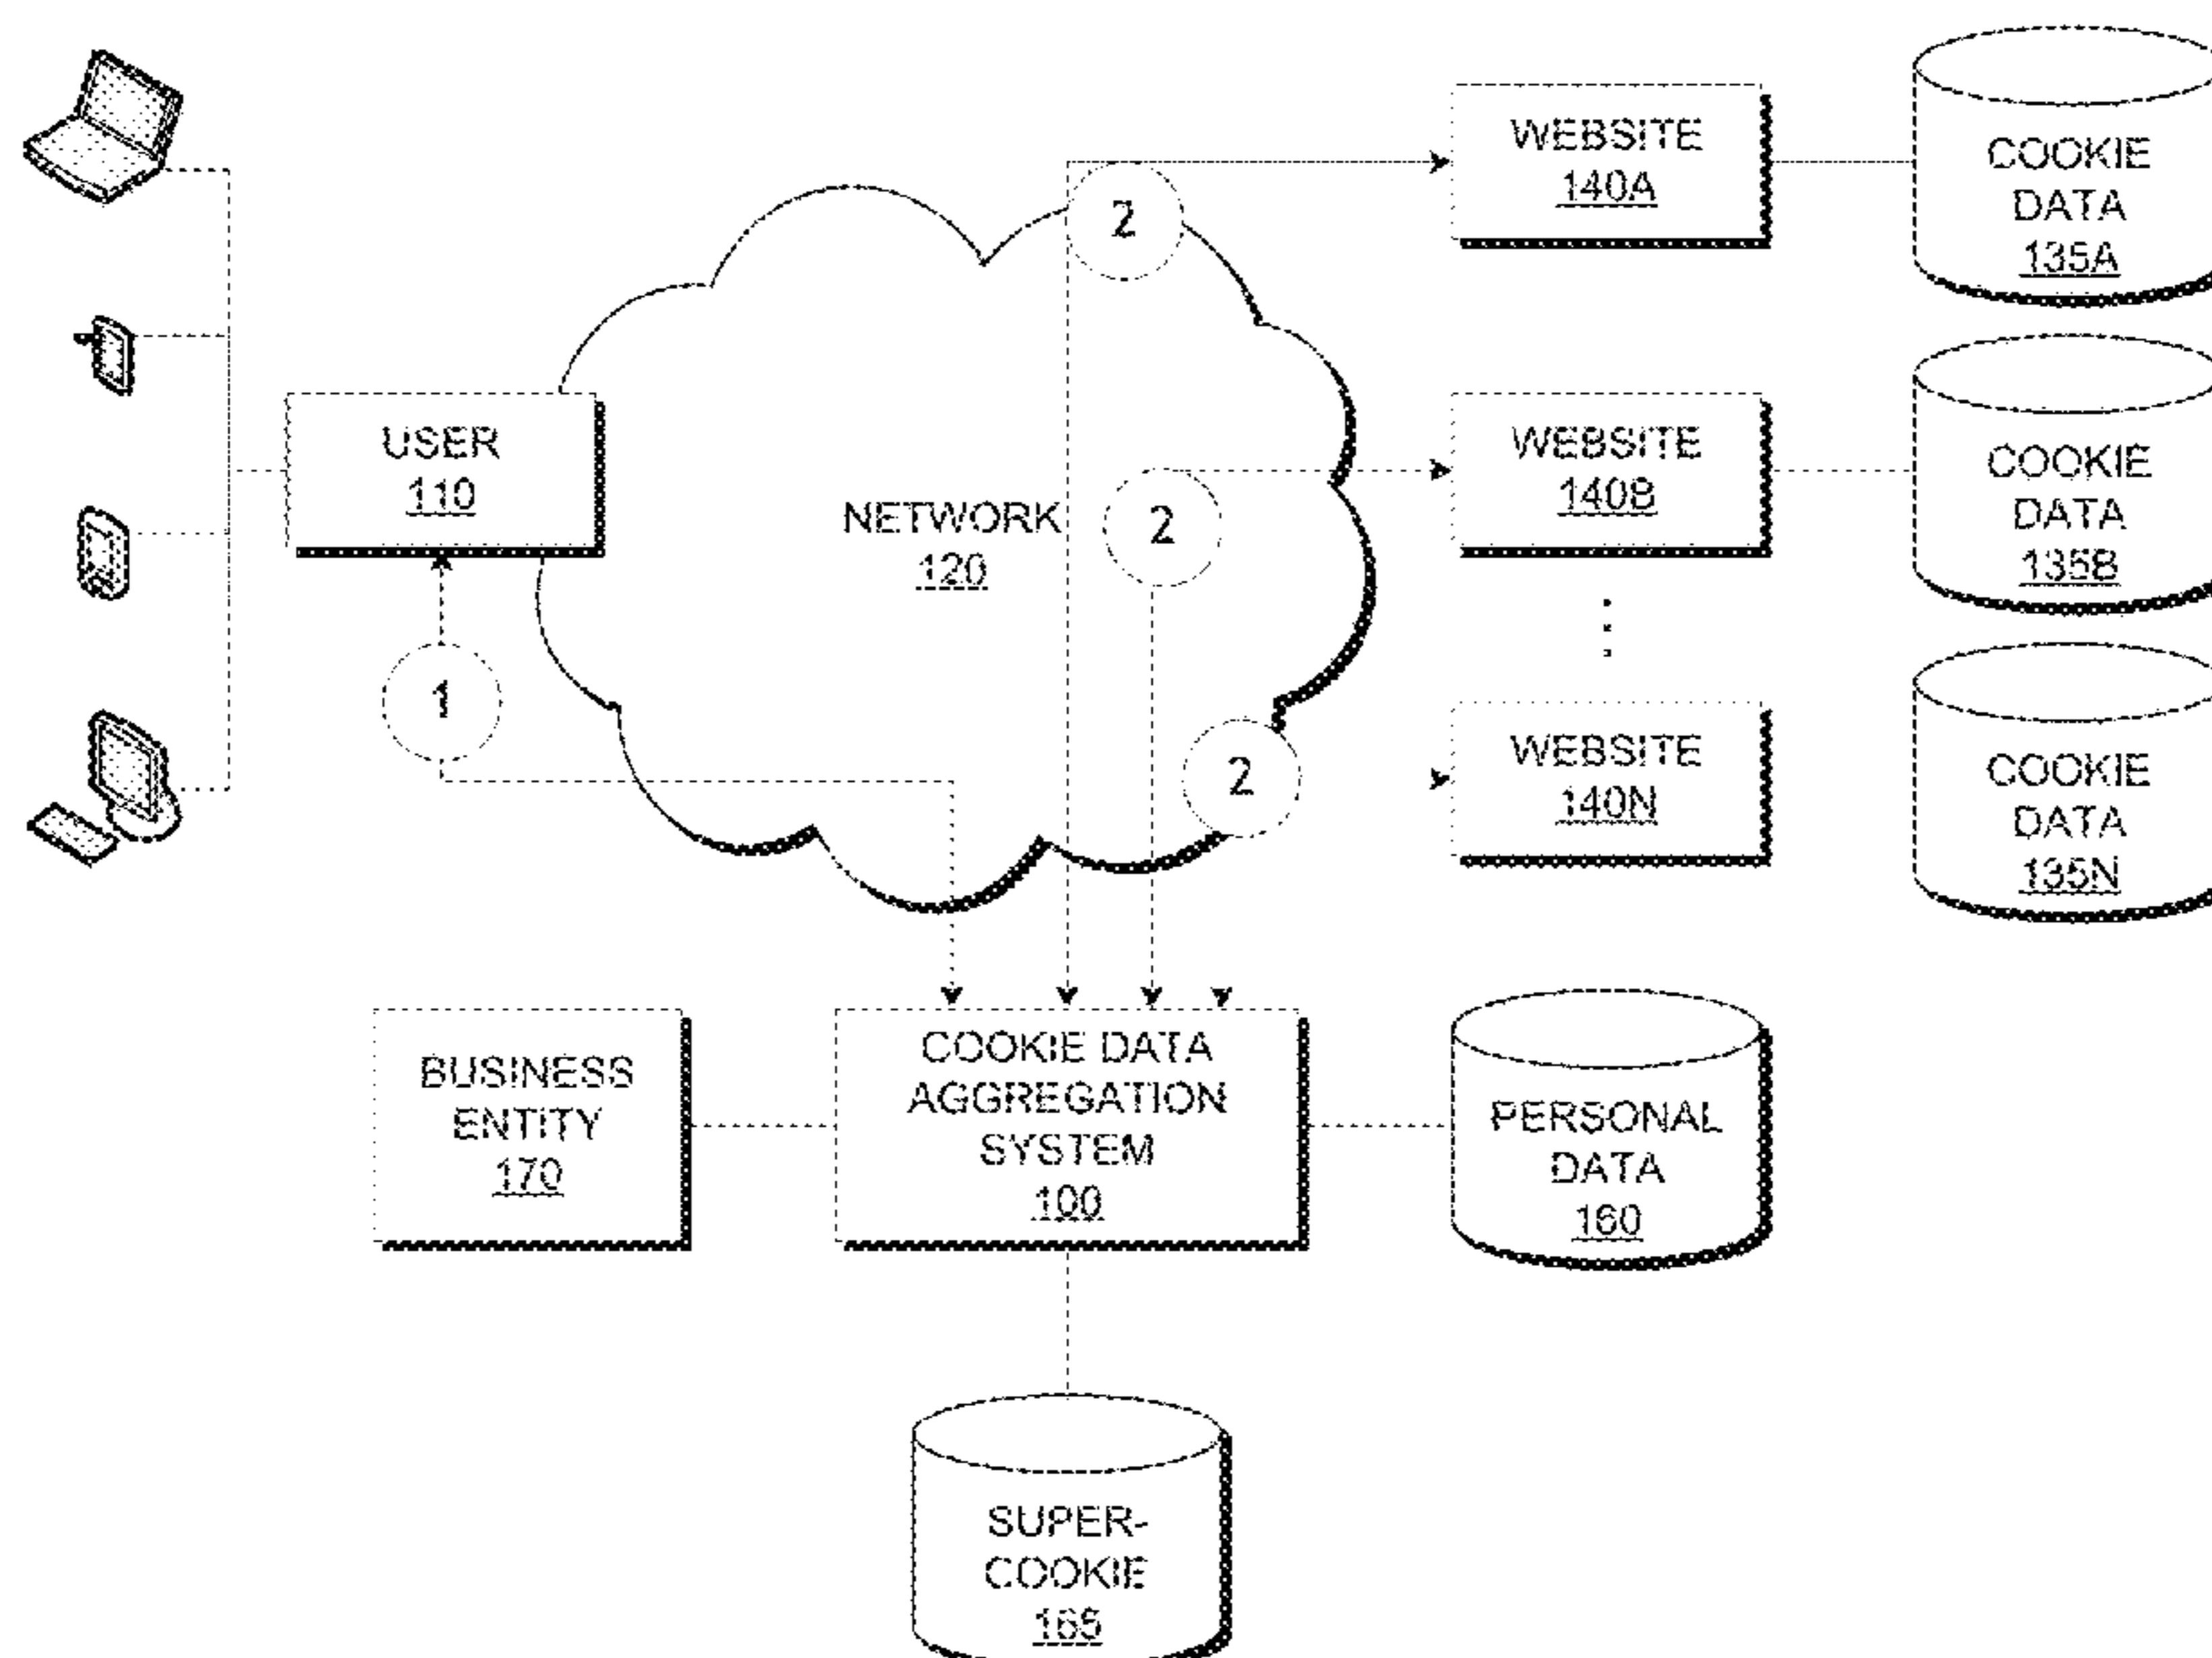 WEBSITE
140A
COOKIE
DATA
135A
2
USER
110
NETWORK
120
2
WEBSITE
140B
COOKIE
DATA
135B
1
2
WEBSITE
140N
COOKIE
DATA
135N
BUSINESS
ENTITY
170
COOKIE DATA
AGGREGATION
SYSTEM
100
PERSONAL
DATA
160
SUPER-
COOKIE
165